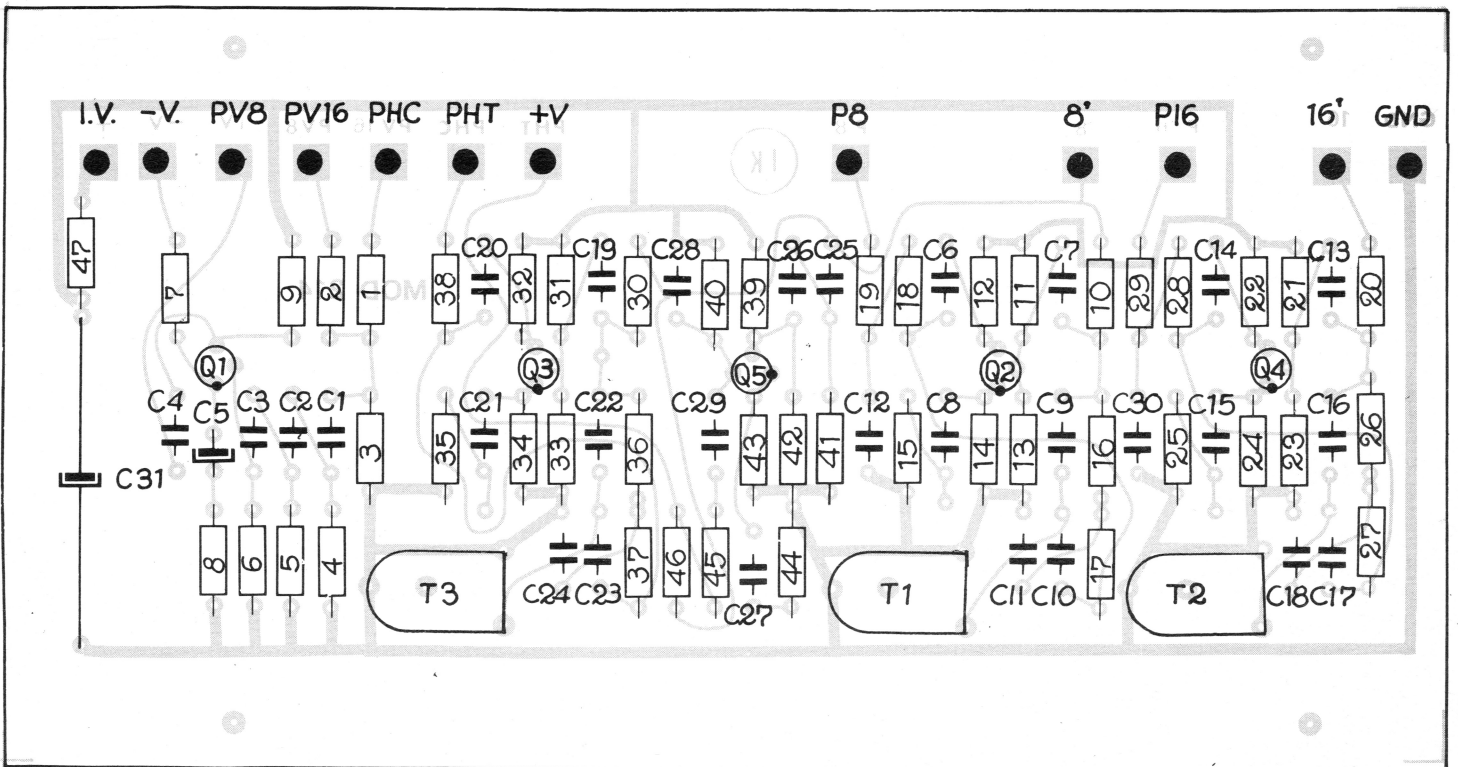 I.V. -V. PV8 PV16 PHC PHT +V P8 8' P16 16' GND
1K
47 7 9 2 1 38 C20 32 31 C19 30 C28 40 39 C26 C25 19 18 C6 12 11 C7 10 29 28 C14 22 21 C13 20
MOD
Q1 Q3 Q5 Q2 Q4
C4 C5 C3 C2 C1 3 35 C21 34 33 C22 36 C29 43 42 41 C12 15 C8 14 13 C9 16 C30 25 C15 24 23 C16 26
C31
8 6 5 4 T3 C24 C23 37 46 45 C27 44 T1 C11 C10 17 T2 C18 C17 27